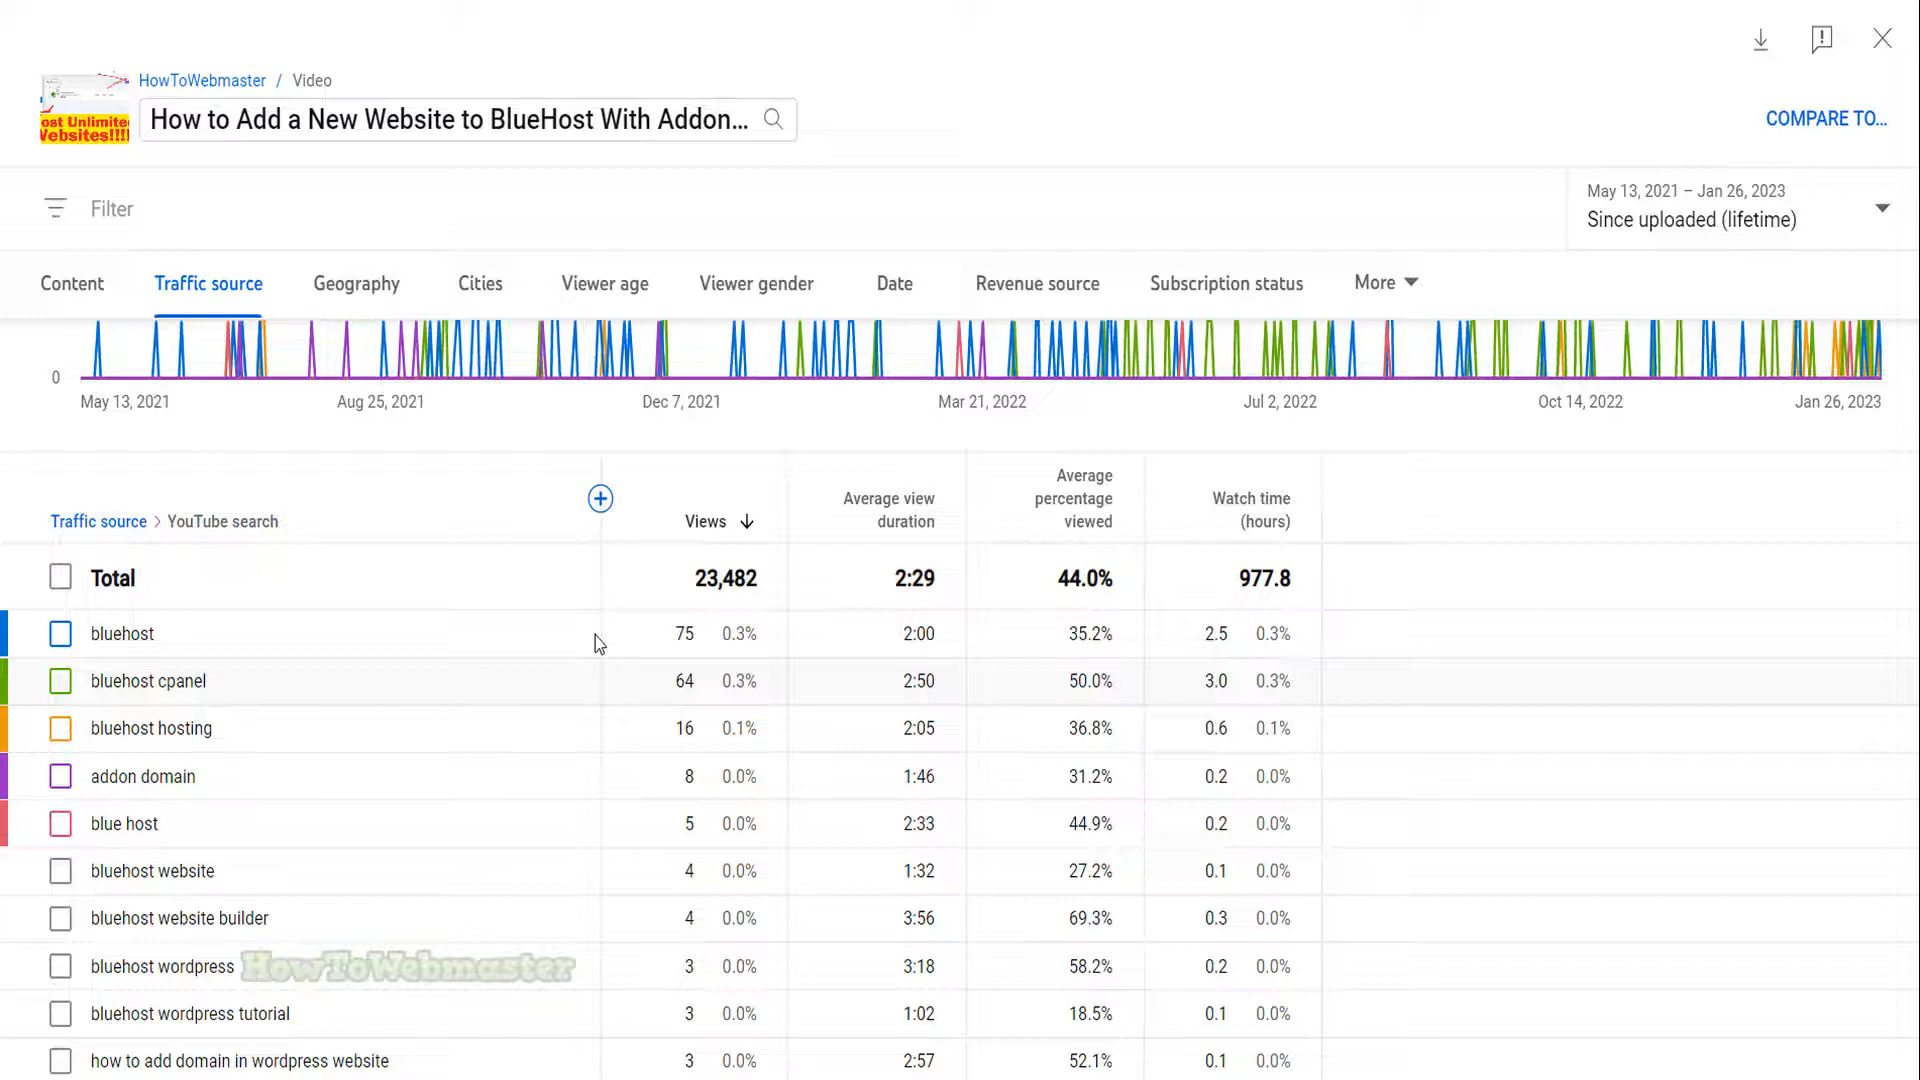 HowToWebmaster / Video
ost Unlimite
Websites!!!!
How to Add a New Website to BlueHost With Addon...
COMPARE TO...
Filter
May 13, 2021 – Jan 26, 2023
Since uploaded (lifetime)
Content Traffic source Geography Cities Viewer age Viewer gender Date Revenue source Subscription status More
0
May 13, 2021 Aug 25, 2021 Dec 7, 2021 Mar 21, 2022 Jul 2, 2022 Oct 14, 2022 Jan 26, 2023
Traffic source > YouTube search
Views
Average view
duration
Average
percentage
viewed
Watch time
(hours)
Total 23,482 2:29 44.0% 977.8
bluehost 75 0.3% 2:00 35.2% 2.5 0.3%
bluehost cpanel 64 0.3% 2:50 50.0% 3.0 0.3%
bluehost hosting 16 0.1% 2:05 36.8% 0.6 0.1%
addon domain 8 0.0% 1:46 31.2% 0.2 0.0%
blue host 5 0.0% 2:33 44.9% 0.2 0.0%
bluehost website 4 0.0% 1:32 27.2% 0.1 0.0%
bluehost website builder 4 0.0% 3:56 69.3% 0.3 0.0%
bluehost wordpress 3 0.0% 3:18 58.2% 0.2 0.0%
HowToWebmaster
bluehost wordpress tutorial 3 0.0% 1:02 18.5% 0.1 0.0%
how to add domain in wordpress website 3 0.0% 2:57 52.1% 0.1 0.0%